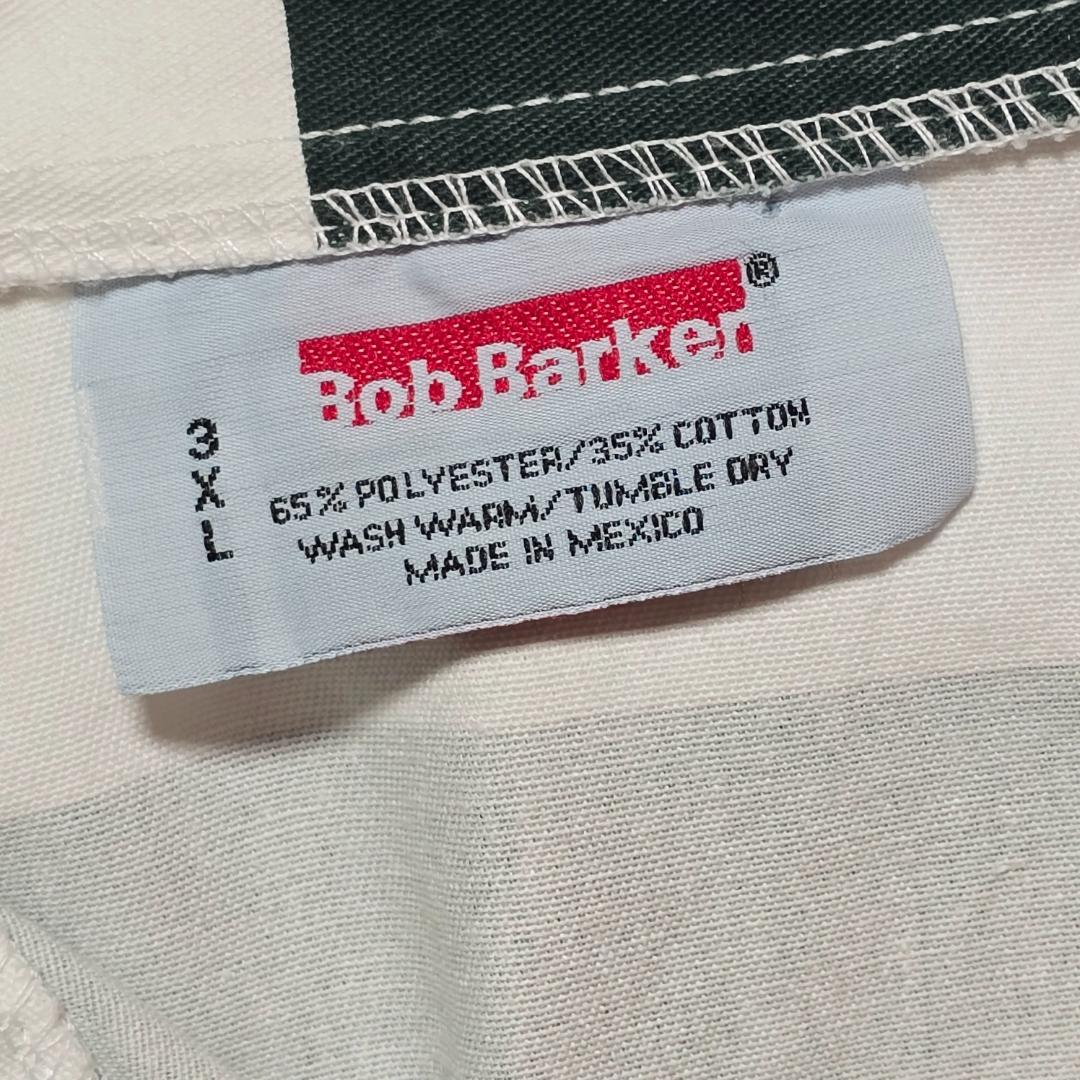 Bob Barker®
3XL
65% POLYESTER/35% COTTON
WASH WARM/TUMBLE DRY
MADE IN MEXICO